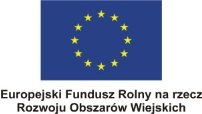 Europejski Fundusz Rolny na rzecz
Rozwoju Obszarów Wiejskich